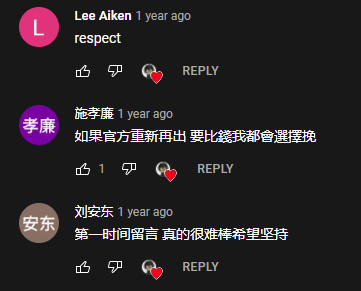 L
Lee Aiken 1 year ago
respect
REPLY
孝廉
施孝廉 1 year ago
如果官方重新再出 要比錢我都會選擇挽
1 REPLY
安东
刘安东 1 year ago
第一时间留言 真的很难棒希望坚持
REPLY